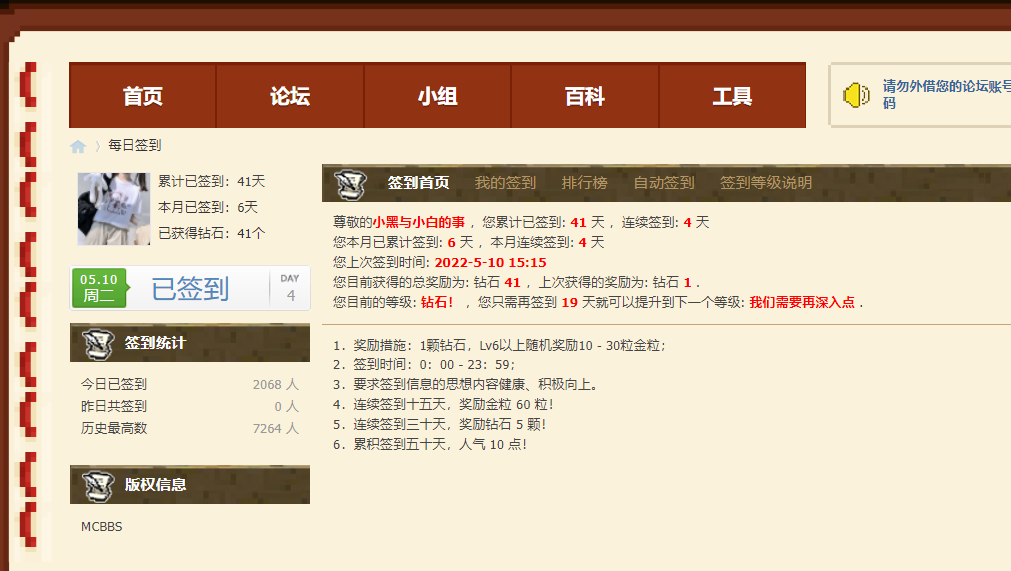 首页
论坛
小组
百科
工具
请勿外借您的论坛账号
码
每日签到
累计已签到：41天
本月已签到：6天
已获得钻石：41个
05.10
周二
已签到
DAY
4
签到统计
今日已签到 2068 人
昨日共签到 0 人
历史最高数 7264 人
版权信息
MCBBS
签到首页 我的签到 排行榜 自动签到 签到等级说明
尊敬的小黑与小白的事 ，您累计已签到: 41 天 ，连续签到: 4 天
您本月已累计签到: 6 天 ，本月连续签到: 4 天
您上次签到时间: 2022-5-10 15:15
您目前获得的总奖励为: 钻石 41 ，上次获得的奖励为: 钻石 1 .
您目前的等级: 钻石！ ，您只需再签到 19 天就可以提升到下一个等级: 我们需要再深入点 .
1．奖励措施：1颗钻石，Lv6以上随机奖励10 - 30粒金粒；
2．签到时间：0：00 - 23：59；
3．要求签到信息的思想内容健康、积极向上。
4．连续签到十五天，奖励金粒 60 粒！
5．连续签到三十天，奖励钻石 5 颗！
6．累积签到五十天，人气 10 点！